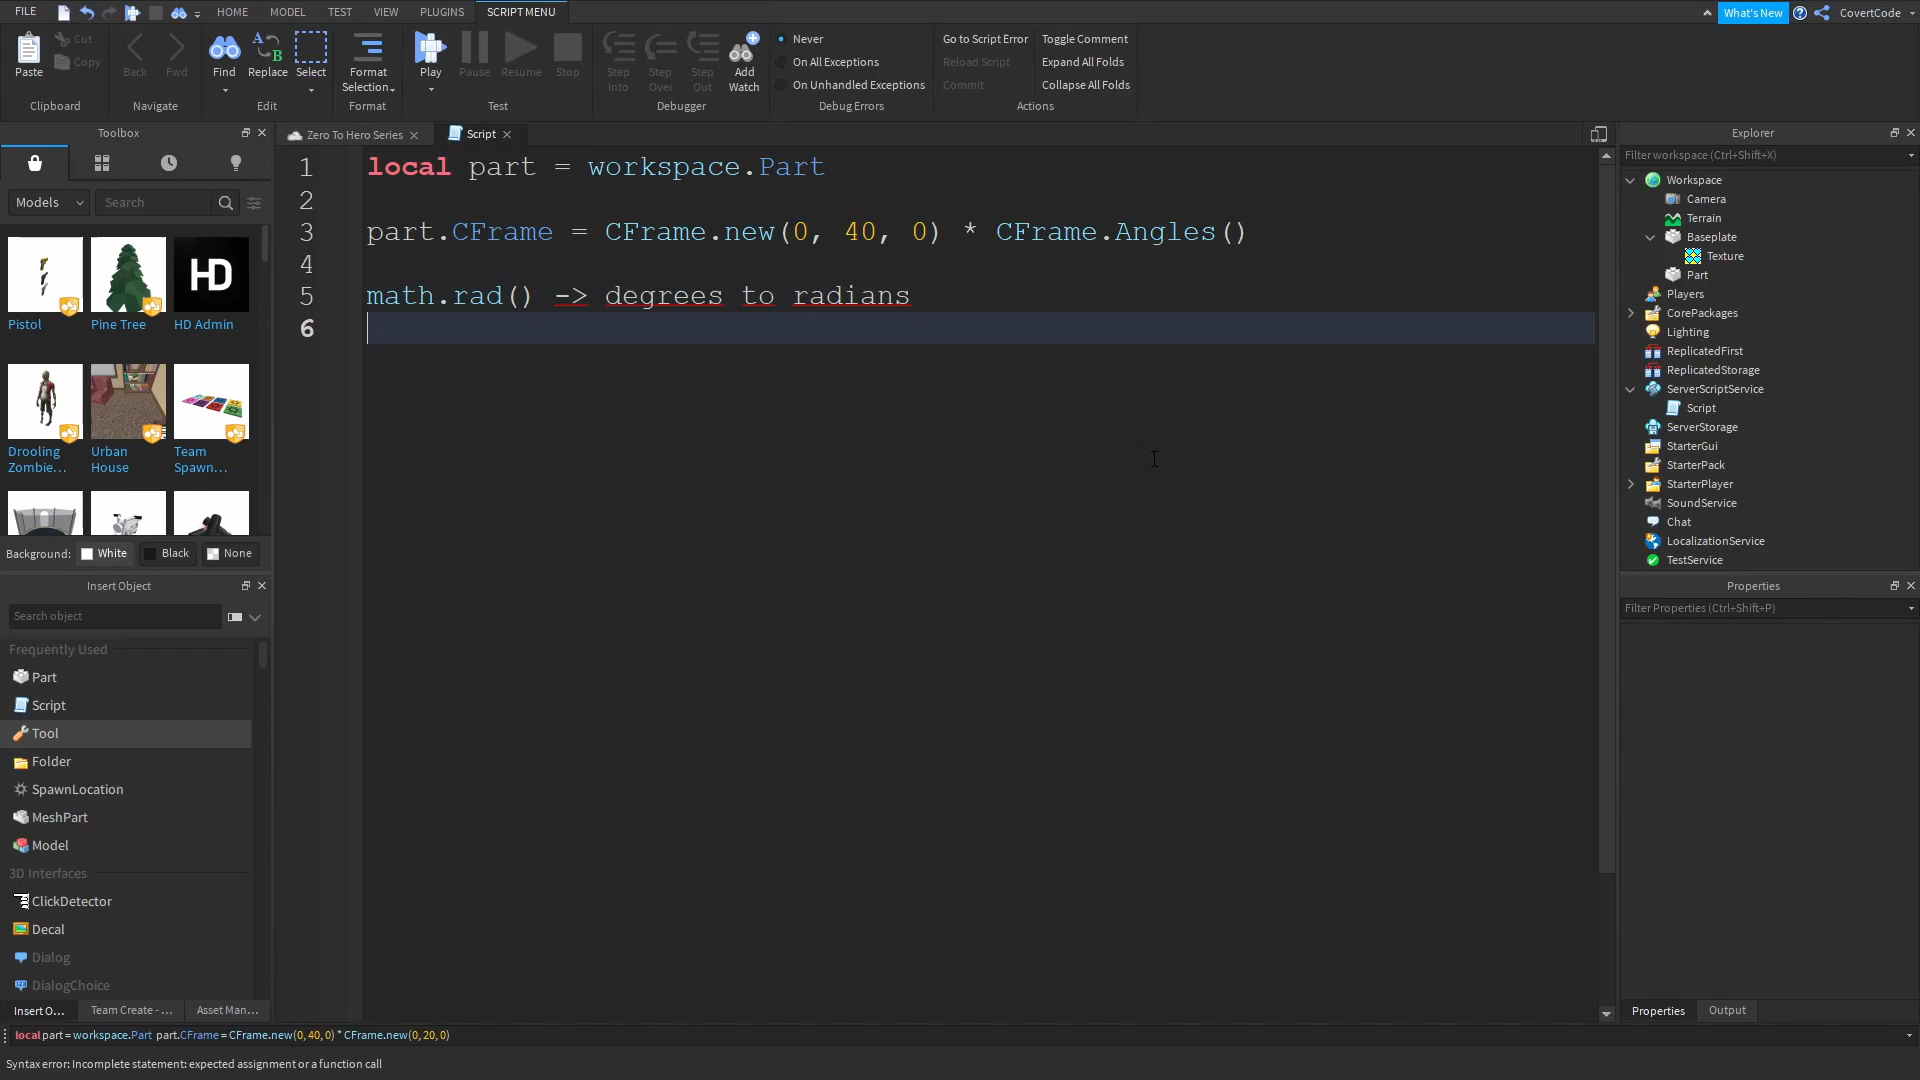 FILE HOME MODEL TEST VIEW PLUGINS SCRIPT MENU What's New CovertCode
Paste Cut Copy Back Fwd Find Replace Select Format Selection Play Pause Resume Stop Step Into Step Over Step Out Add Watch
Never
On All Exceptions
On Unhandled Exceptions
Go to Script Error Toggle Comment
Reload Script Expand All Folds
Commit Collapse All Folds
Clipboard Navigate Edit Format Test Debugger Debug Errors Actions
Toolbox
Models Search
HD
Pistol Pine Tree HD Admin
Drooling Zombie... Urban House Team Spawn...
Background: White Black None
Insert Object
Search object
Frequently Used
Part
Script
Tool
Folder
SpawnLocation
MeshPart
Model
3D Interfaces
ClickDetector
Decal
Dialog
DialogChoice
Insert O... Team Create - ... Asset Man...
Zero To Hero Series Script
1 local part = workspace.Part
2
3 part.CFrame = CFrame.new(0, 40, 0) * CFrame.Angles()
4
5 math.rad() -> degrees to radians
6
Explorer
Filter workspace (Ctrl+Shift+X)
Workspace
Camera
Terrain
Baseplate
Texture
Part
Players
CorePackages
Lighting
ReplicatedFirst
ReplicatedStorage
ServerScriptService
Script
ServerStorage
StarterGui
StarterPack
StarterPlayer
SoundService
Chat
LocalizationService
TestService
Properties
Filter Properties (Ctrl+Shift+P)
Properties Output
local part = workspace.Part part.CFrame = CFrame.new(0, 40, 0) * CFrame.new(0, 20, 0)
Syntax error: Incomplete statement: expected assignment or a function call